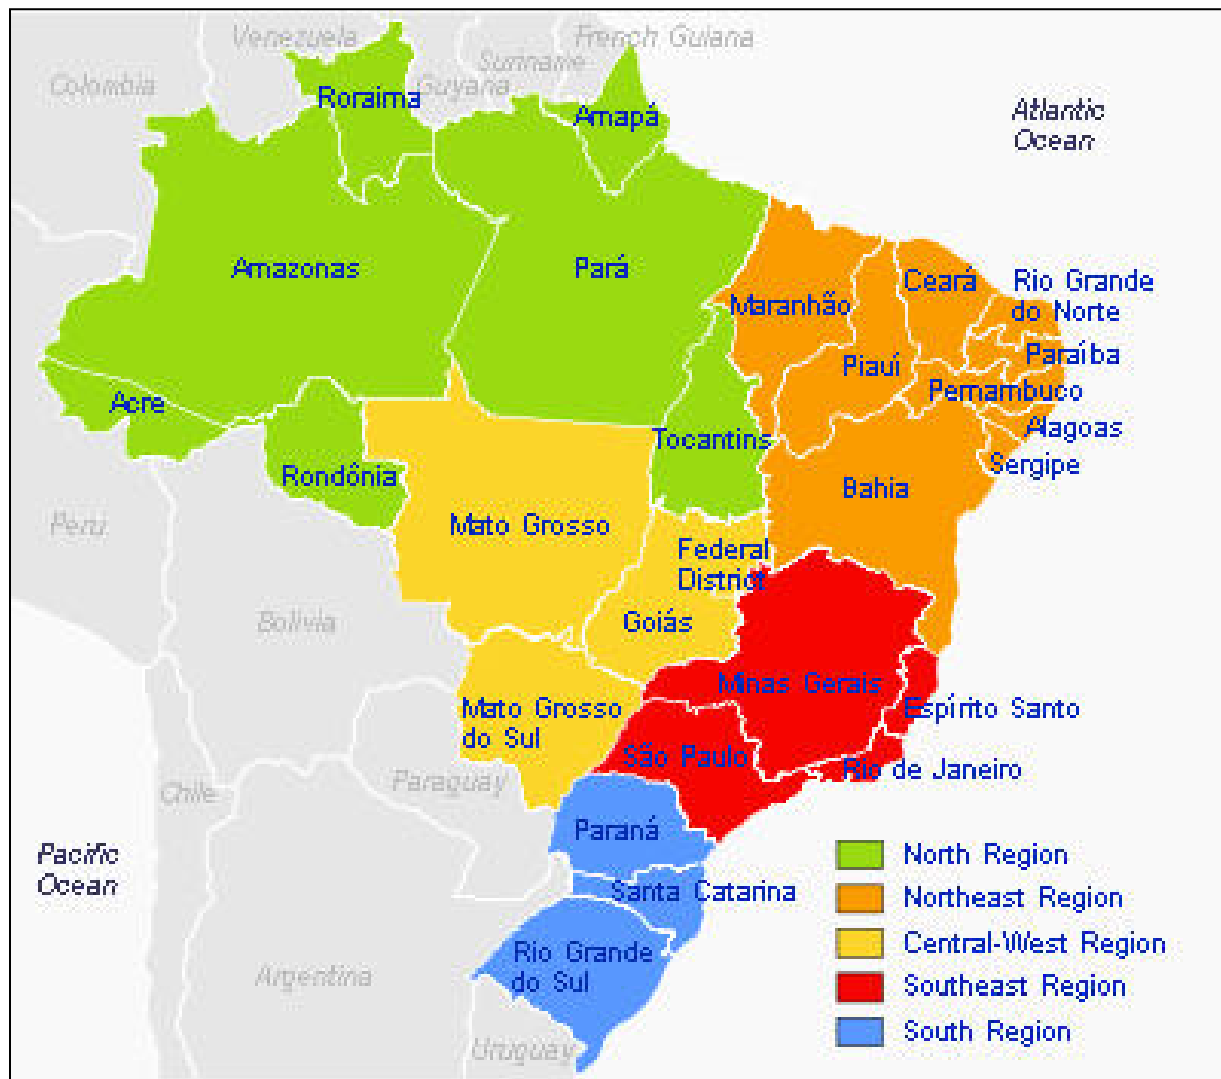 Venezuela
French Guiana
Suriname
Colombia
Guyana
Roraima
Amapá
Atlantic
Ocean
Amazonas
Pará
Maranhão
Ceará
Rio Grande
do Norte
Paraíba
Piauí
Pernambuco
Acre
Alagoas
Tocantins
Sergipe
Rondônia
Bahia
Peru
Mato Grosso
Federal
District
Bolivia
Goiás
Minas Gerais
Mato Grosso
do Sul
Espírito Santo
São Paulo
Rio de Janeiro
Paraguay
Chile
Paraná
Pacific
Ocean
Santa Catarina
Rio Grande
do Sul
Argentina
Uruguay
North Region
Northeast Region
Central-West Region
Southeast Region
South Region